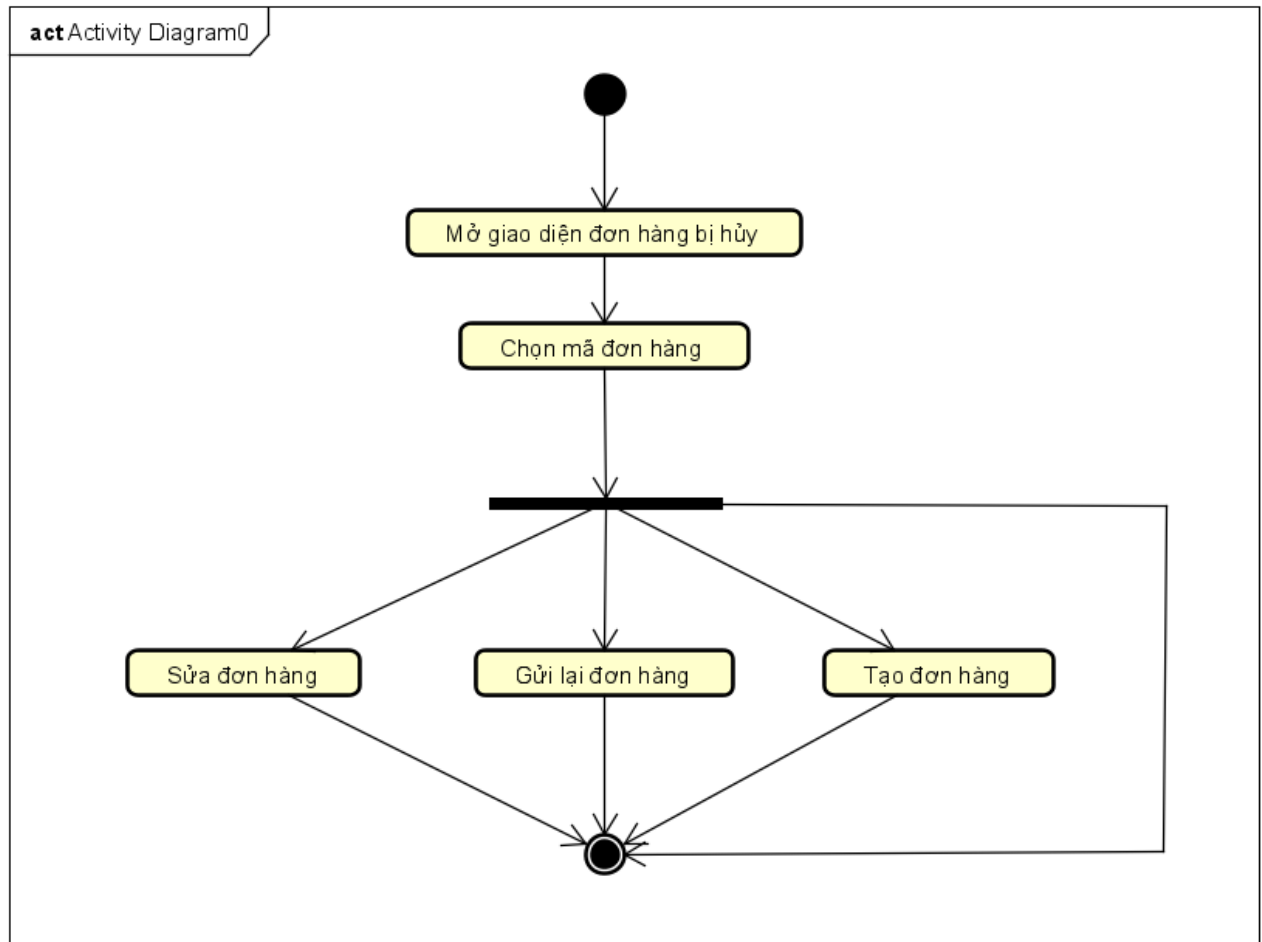 act Activity Diagram0
Mở giao diện đơn hàng bị hủy
Chọn mã đơn hàng
Sửa đơn hàng
Gửi lại đơn hàng
Tạo đơn hàng